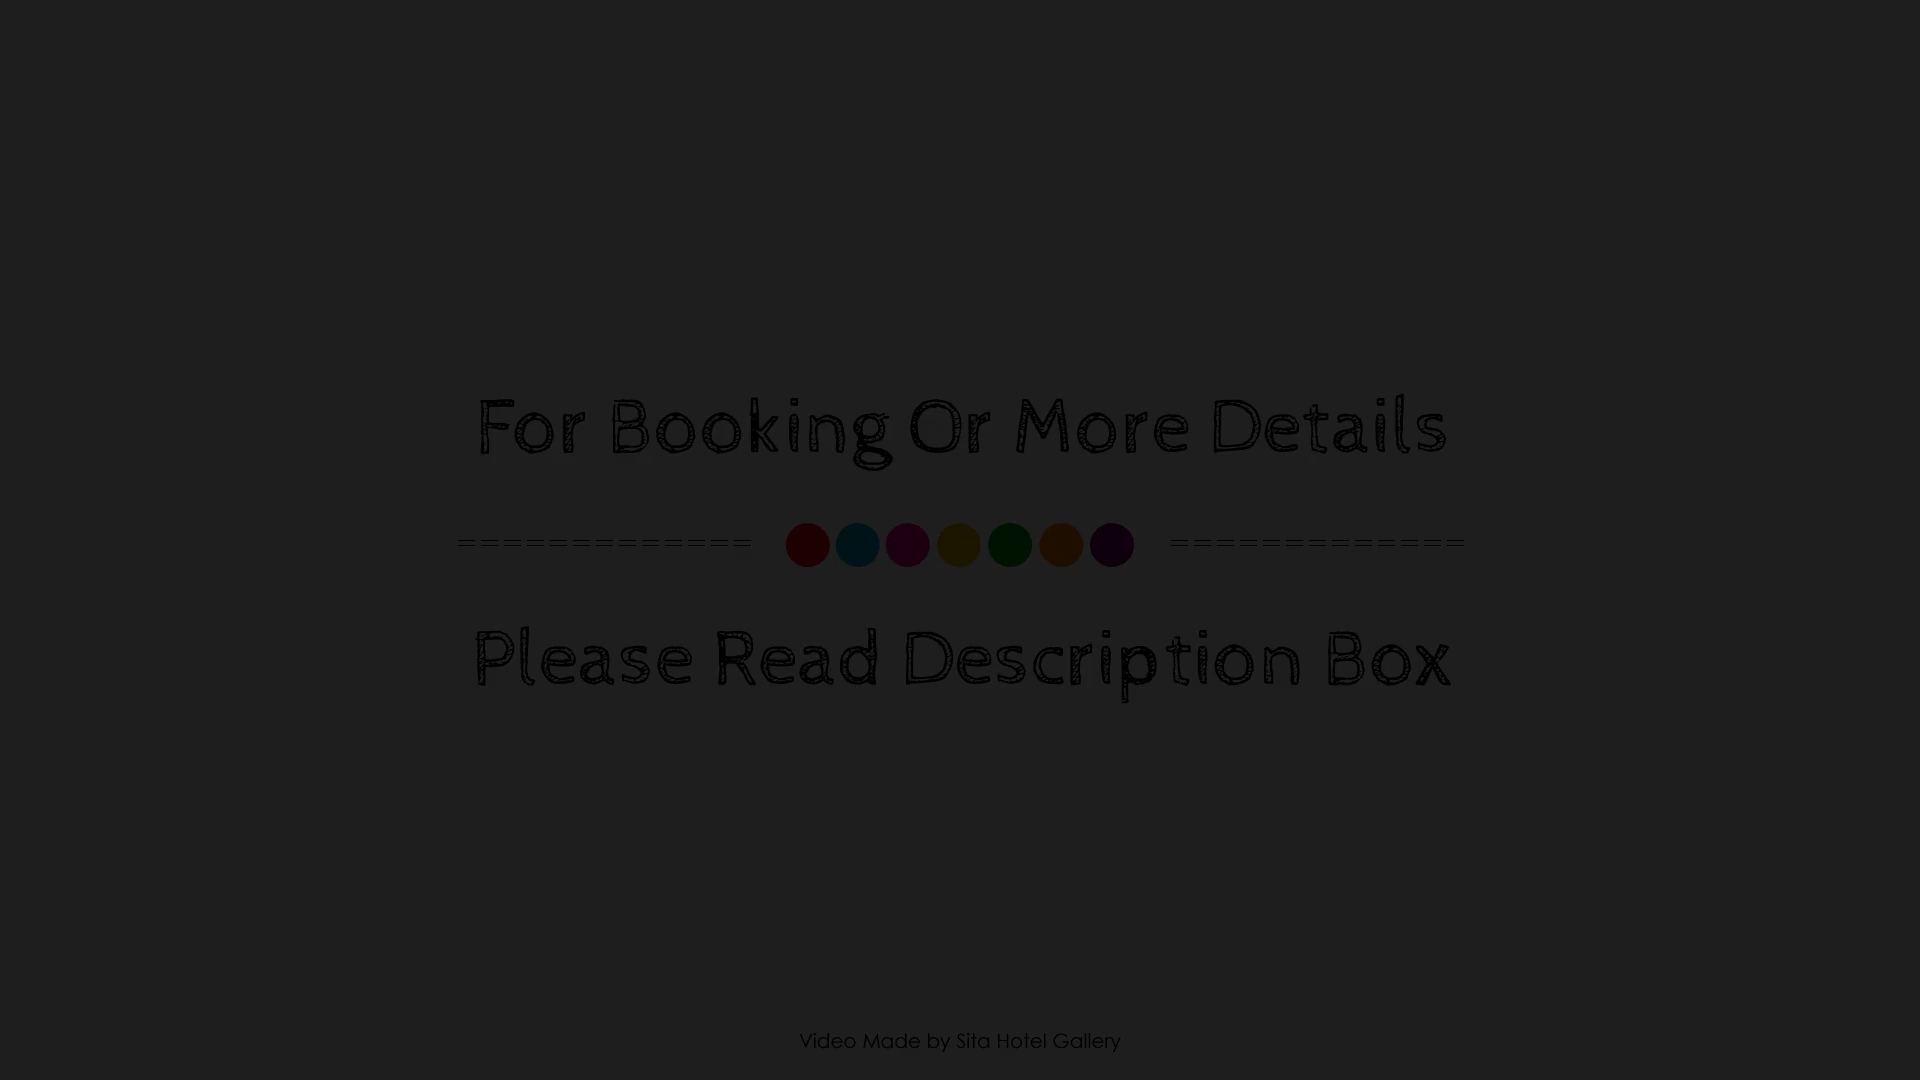 For Booking Or More Details
============= =============
Please Read Description Box
Video Made by Sita Hotel Gallery